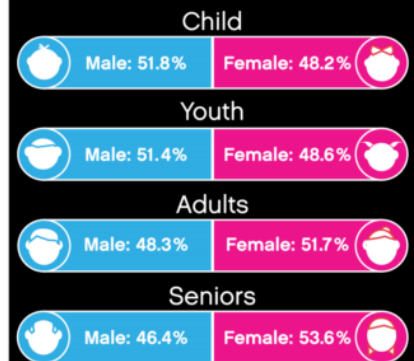 Child
Male: 51.8% Female: 48.2%
Youth
Male: 51.4% Female: 48.6%
Adults
Male: 48.3% Female: 51.7%
Seniors
Male: 46.4% Female: 53.6%